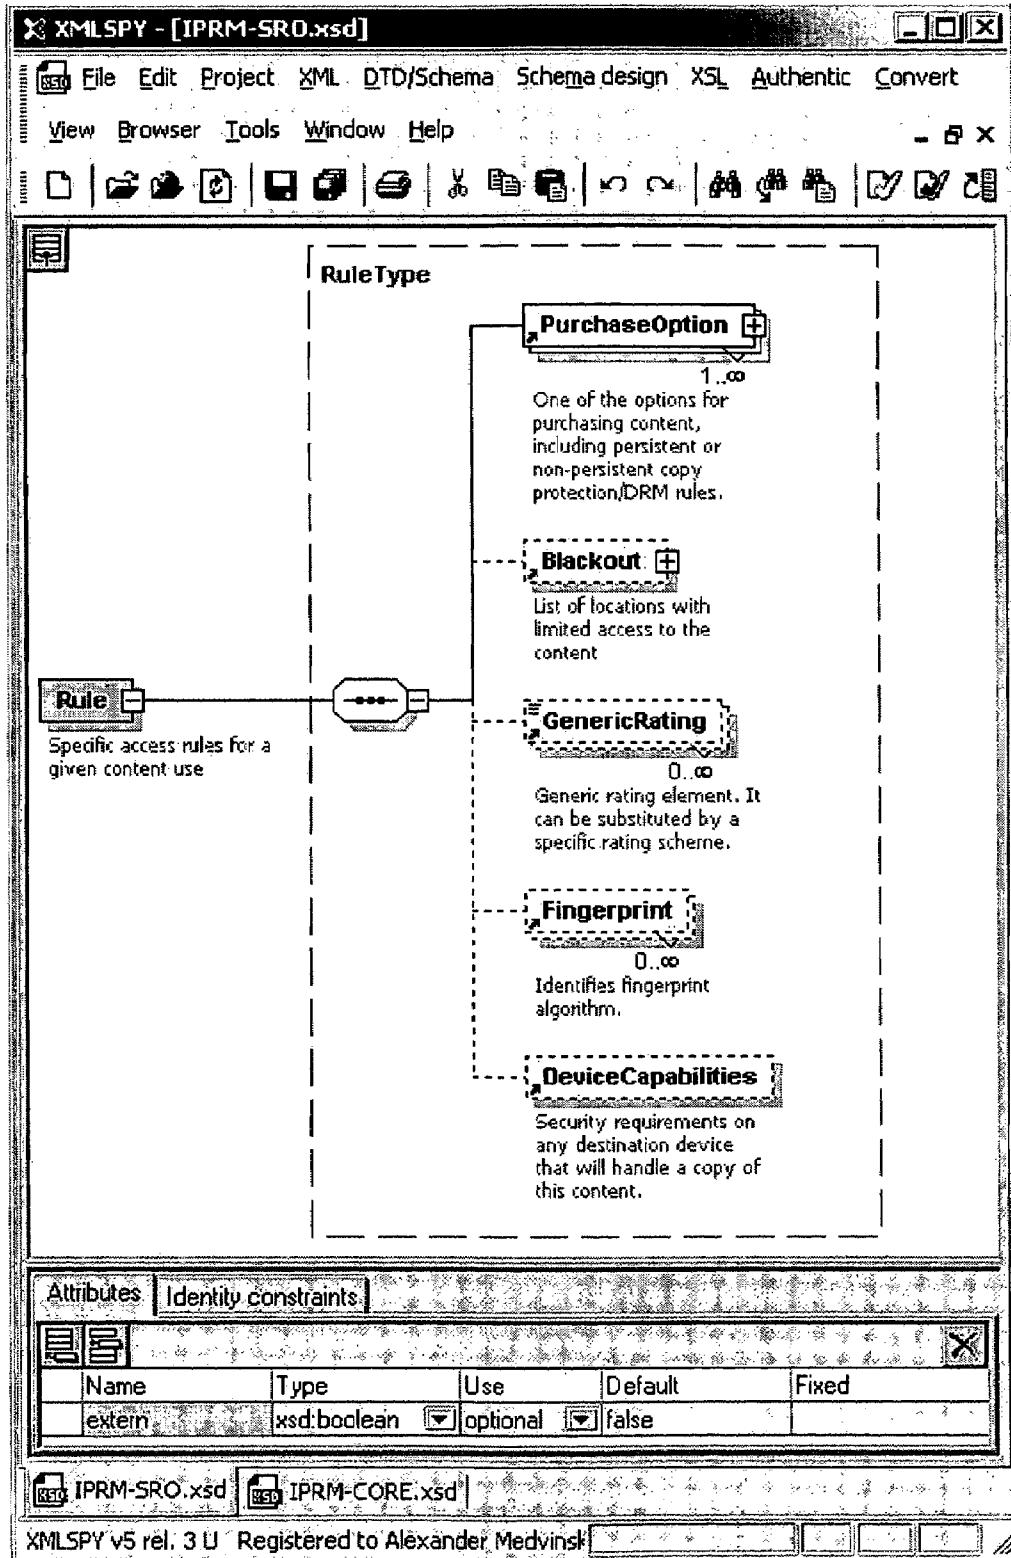 XMLSPY - [IPRM-SRO.xsd]
File Edit Project XML DTD/Schema Schema design XSL Authentic Convert
View Browser Tools Window Help
RuleType
PurchaseOption
1..∞
One of the options for
purchasing content,
including persistent or
non-persistent copy
protection/DRM rules.
Blackout
List of locations with
limited access to the
content
Rule
Specific access rules for a
given content use
GenericRating
0..∞
Generic rating element. It
can be substituted by a
specific rating scheme.
Fingerprint
0..∞
Identifies fingerprint
algorithm.
DeviceCapabilities
Security requirements on
any destination device
that will handle a copy of
this content.
Attributes Identity constraints
Name Type Use Default Fixed
extern xsd:boolean optional false
IPRM-SRO.xsd IPRM-CORE.xsd
XMLSPY v5 rel. 3 U Registered to Alexander Medvinsk